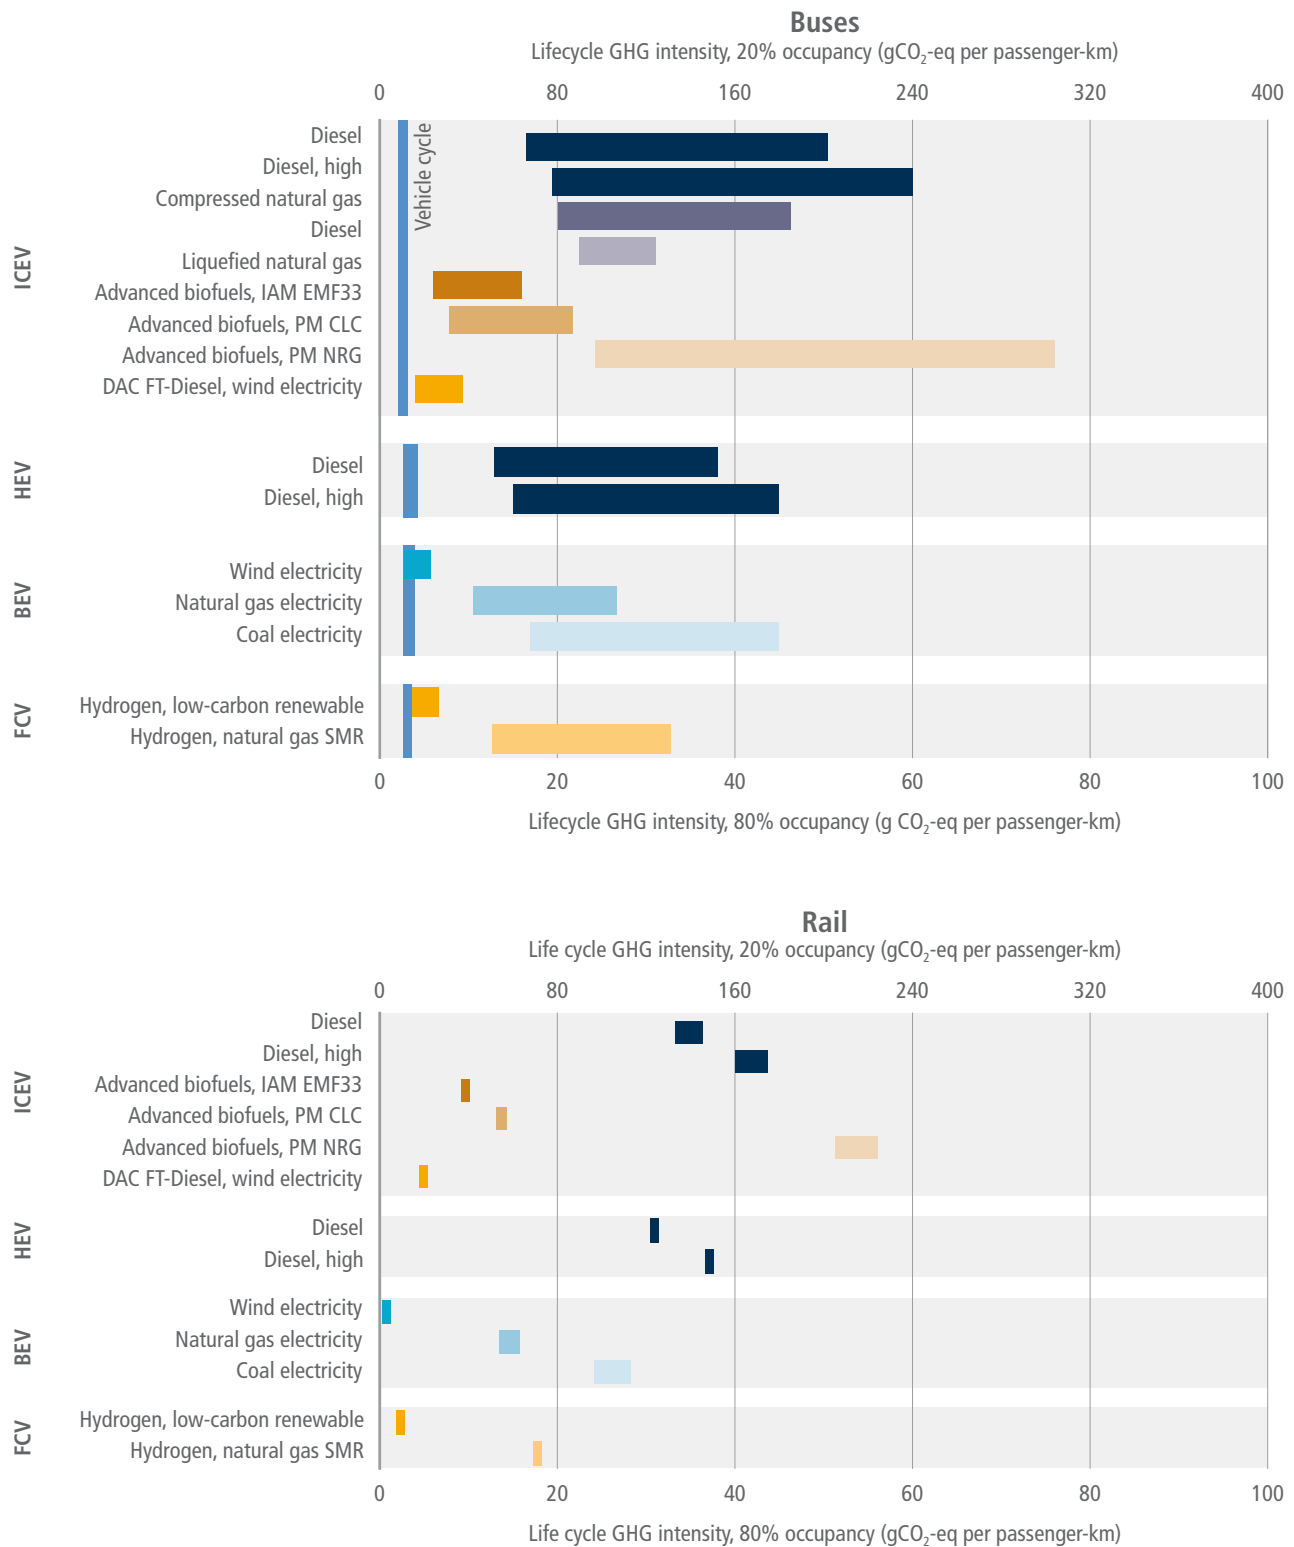 Buses
Lifecycle GHG intensity, 20% occupancy (gCO₂-eq per passenger-km)
0 80 160 240 320 400
Vehicle cycle
ICEV
Diesel
Diesel, high
Compressed natural gas
Diesel
Liquefied natural gas
Advanced biofuels, IAM EMF33
Advanced biofuels, PM CLC
Advanced biofuels, PM NRG
DAC FT-Diesel, wind electricity
HEV
Diesel
Diesel, high
BEV
Wind electricity
Natural gas electricity
Coal electricity
FCV
Hydrogen, low-carbon renewable
Hydrogen, natural gas SMR
0 20 40 60 80 100
Lifecycle GHG intensity, 80% occupancy (g CO₂-eq per passenger-km)
Rail
Life cycle GHG intensity, 20% occupancy (gCO₂-eq per passenger-km)
0 80 160 240 320 400
ICEV
Diesel
Diesel, high
Advanced biofuels, IAM EMF33
Advanced biofuels, PM CLC
Advanced biofuels, PM NRG
DAC FT-Diesel, wind electricity
HEV
Diesel
Diesel, high
BEV
Wind electricity
Natural gas electricity
Coal electricity
FCV
Hydrogen, low-carbon renewable
Hydrogen, natural gas SMR
0 20 40 60 80 100
Life cycle GHG intensity, 80% occupancy (gCO₂-eq per passenger-km)